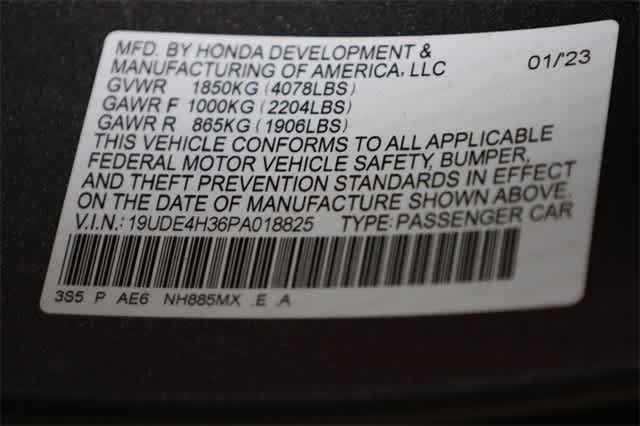 MFD. BY HONDA DEVELOPMENT &
MANUFACTURING OF AMERICA, LLC 01/23
GVWR 1850KG (4078LBS)
GAWR F 1000KG (2204LBS)
GAWR R 865KG (1906LBS)
THIS VEHICLE CONFORMS TO ALL APPLICABLE
FEDERAL MOTOR VEHICLE SAFETY, BUMPER,
AND THEFT PREVENTION STANDARDS IN EFFECT
ON THE DATE OF MANUFACTURE SHOWN ABOVE.
V.I.N.: 19UDE4H36PA018825 TYPE: PASSENGER CAR
3S5 P AE6 NH885MX .E .A